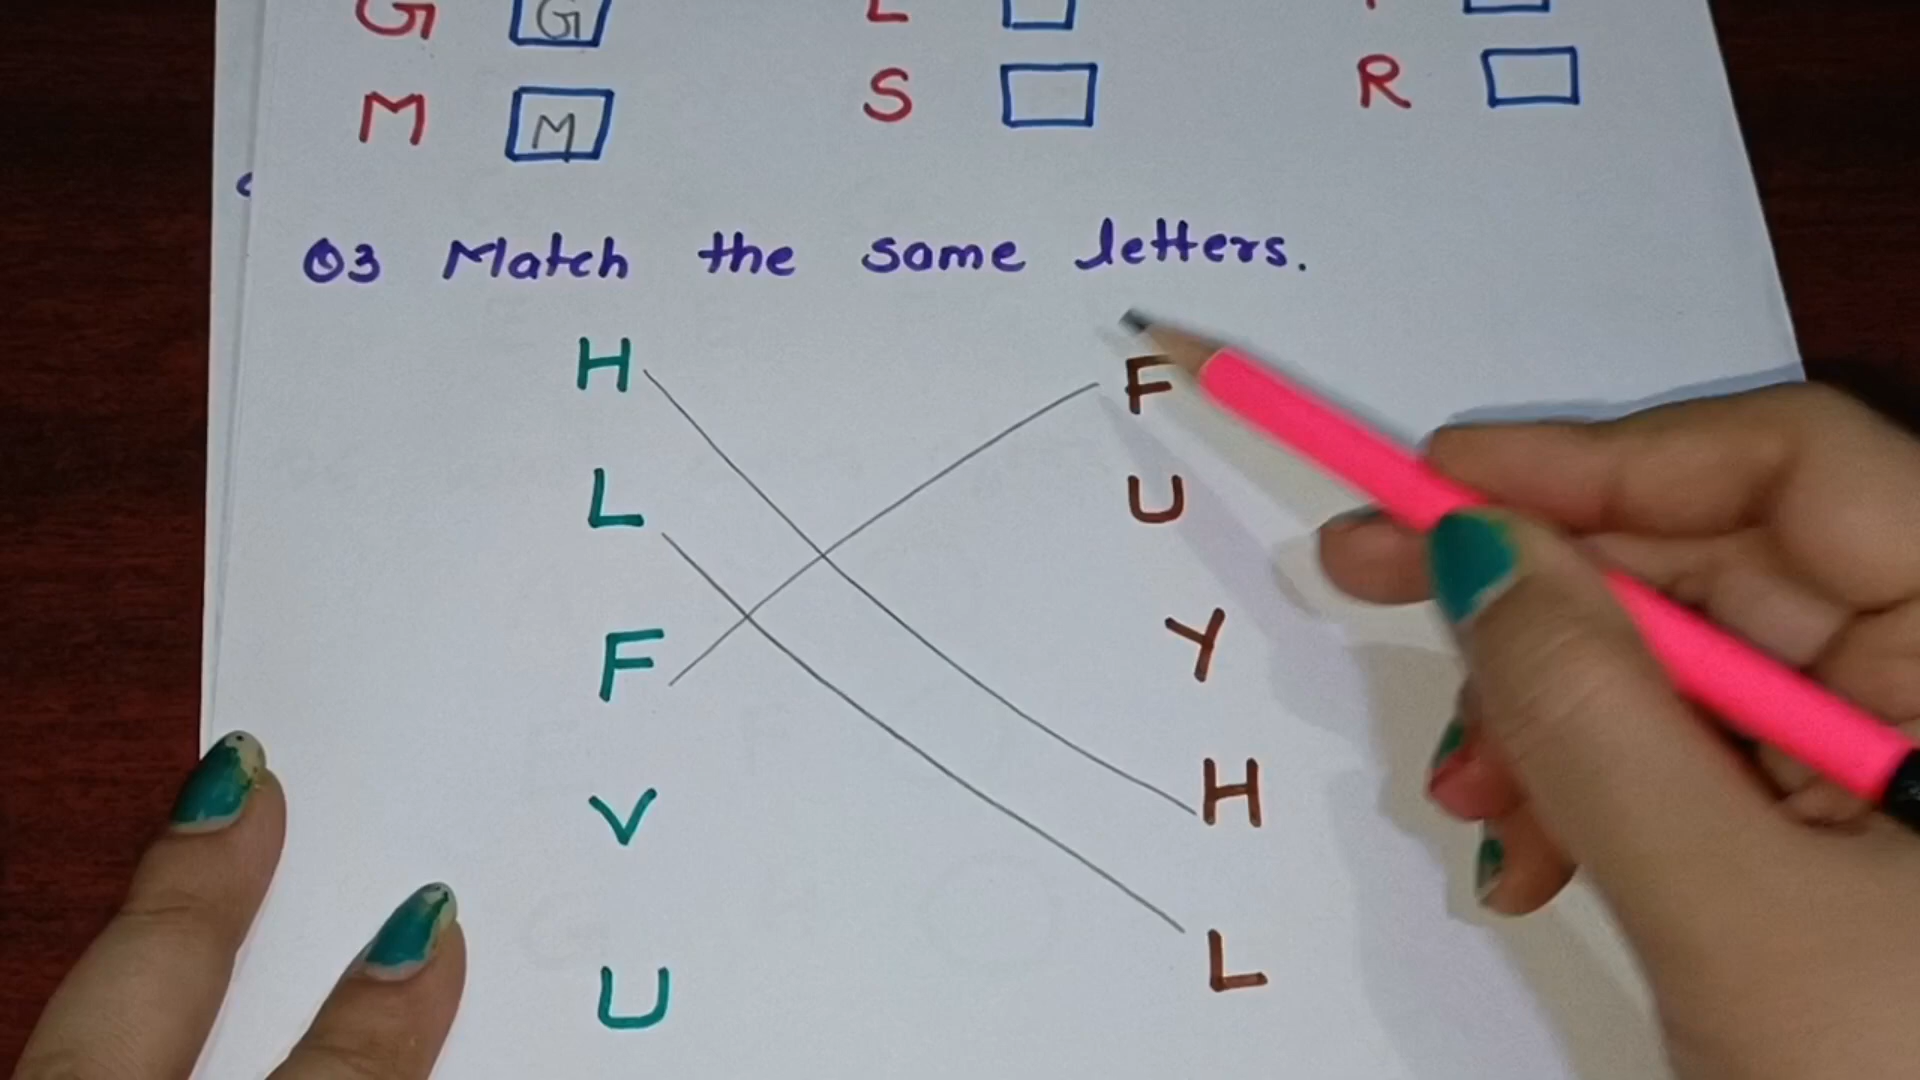 G G L
M M S R
Q3 Match the same letters.
H F
L U
F Y
V H
U L